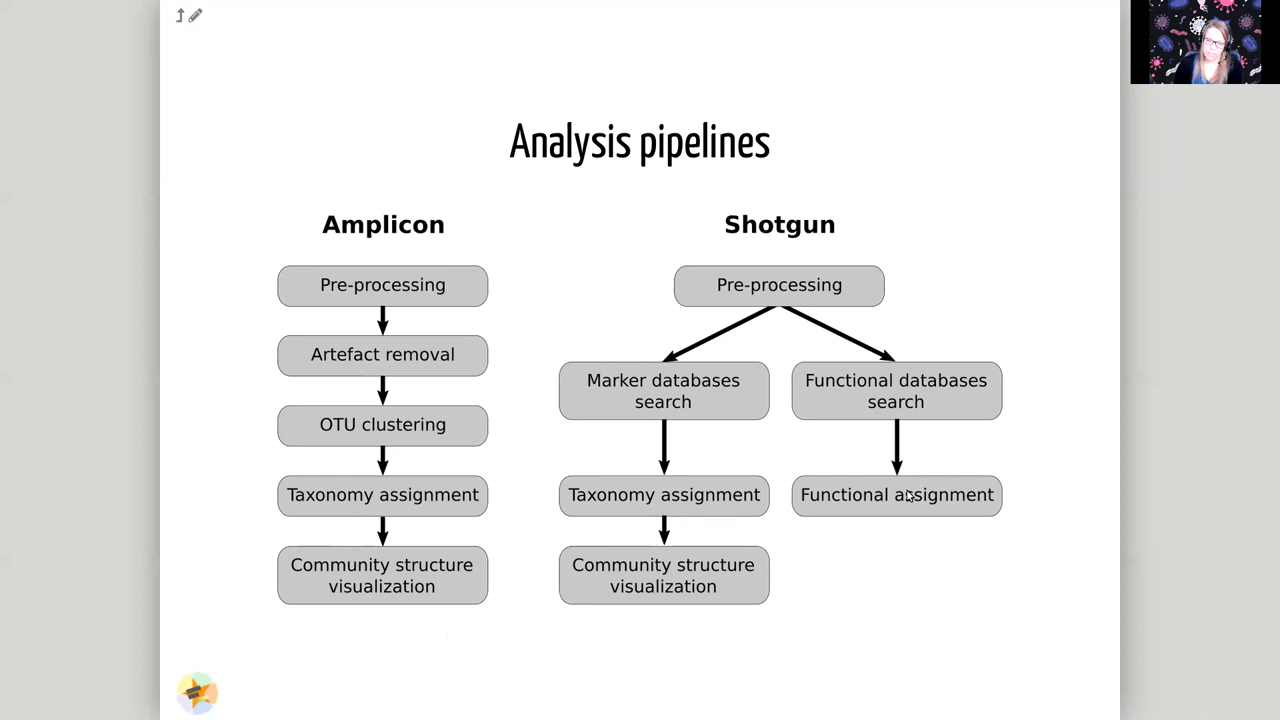 Analysis pipelines
Amplicon
Pre-processing
Artefact removal
OTU clustering
Taxonomy assignment
Community structure
visualization
Shotgun
Pre-processing
Marker databases
search
Taxonomy assignment
Community structure
visualization
Functional databases
search
Functional assignment